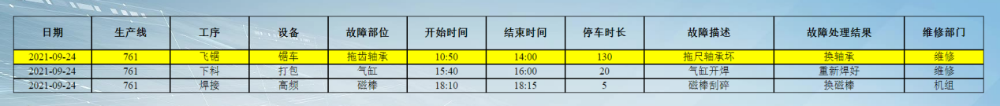 日期 生产线 工序 设备 故障部位 开始时间 结束时间 停车时长 故障描述 故障处理结果 维修部门
2021-09-24 761 飞锯 锯车 拖齿轴承 10:50 14:00 130 拖尺轴承坏 换轴承 维修
2021-09-24 761 下料 打包 气缸 15:40 16:00 20 气缸开焊 重新焊好 维修
2021-09-24 761 焊接 高频 磁棒 18:10 18:15 5 磁棒刮碎 换磁棒 机组